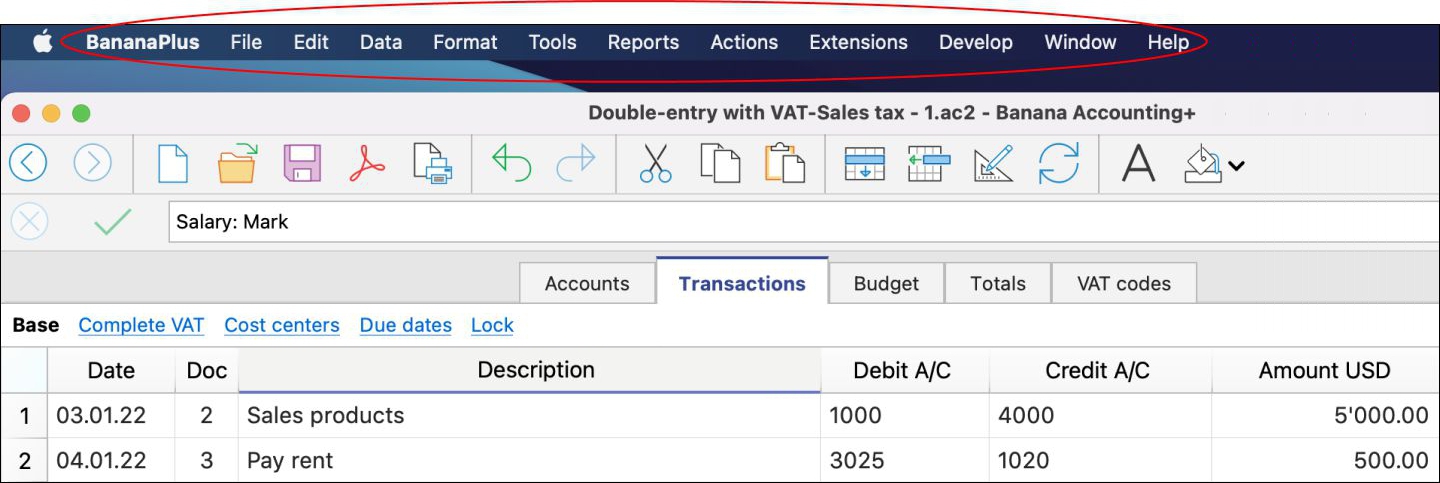 BananaPlus File Edit Data Format Tools Reports Actions Extensions Develop Window Help
Double-entry with VAT-Sales tax - 1.ac2 - Banana Accounting+
A
Salary: Mark
Accounts Transactions Budget Totals VAT codes
Base Complete VAT Cost centers Due dates Lock
Date Doc Description Debit A/C Credit A/C Amount USD
1 03.01.22 2 Sales products 1000 4000 5'000.00
2 04.01.22 3 Pay rent 3025 1020 500.00